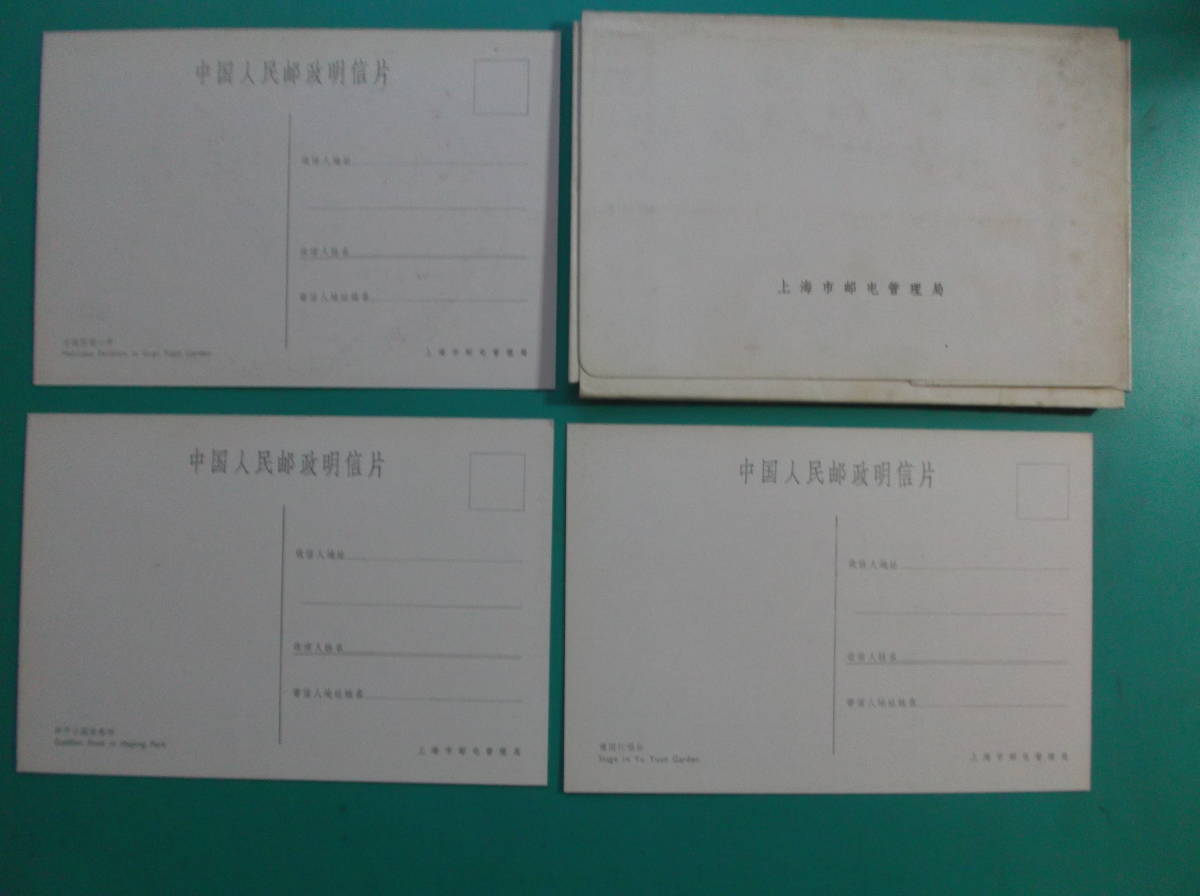 中国人民邮政明信片
收信人地址
收信人姓名
寄信人地址姓名
Garden
上海市邮电管理局
上海市邮电管理局
中国人民邮政明信片
收信人地址
收信人姓名
寄信人地址姓名
in Heping Park
上海市邮电管理局
中国人民邮政明信片
收信人地址
收信人姓名
寄信人地址姓名
Stage in Yu Yuan Garden
上海市邮电管理局